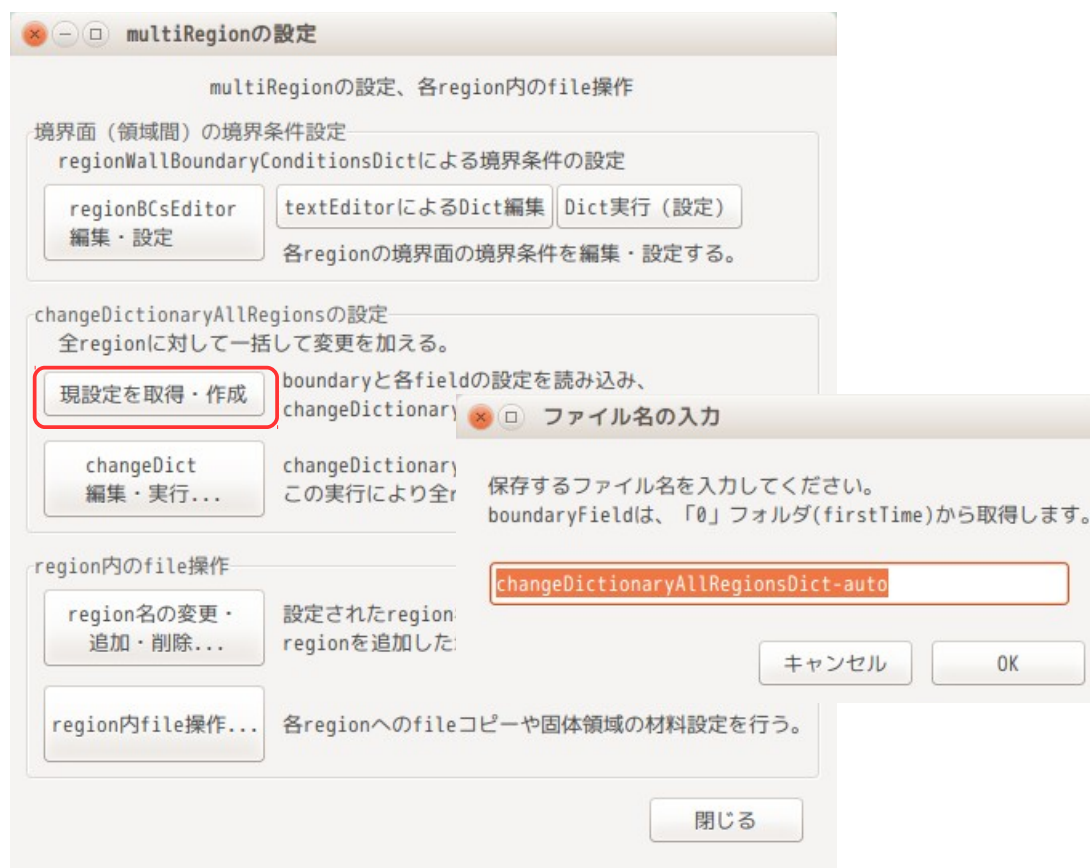 multiRegionの設定
multiRegionの設定、各region内のfile操作
境界面（領域間）の境界条件設定
regionWallBoundaryConditionsDictによる境界条件の設定
regionBCsEditor
編集・設定
textEditorによるDict編集
Dict実行（設定）
各regionの境界面の境界条件を編集・設定する。
changeDictionaryAllRegionsの設定
全regionに対して一括して変更を加える。
現設定を取得・作成
boundaryと各fieldの設定を読み込み、
changeDictionary
changeDict
編集・実行...
changeDictionary
この実行により全
region内のfile操作
region名の変更・
追加・削除...
設定されたregion
regionを追加した
region内file操作...
各regionへのfileコピーや固体領域の材料設定を行う。
閉じる
ファイル名の入力
保存するファイル名を入力してください。
boundaryFieldは、「0」フォルダ(firstTime)から取得します。
changeDictionaryAllRegionsDict-auto
キャンセル
OK